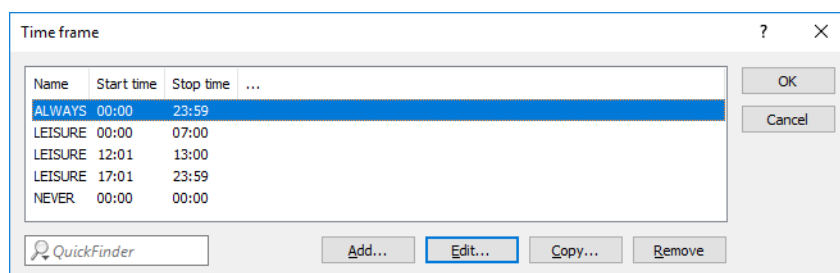 Time frame ? ×
Name Start time Stop time ...
ALWAYS 00:00 23:59
LEISURE 00:00 07:00
LEISURE 12:01 13:00
LEISURE 17:01 23:59
NEVER 00:00 00:00
OK
Cancel
QuickFinder Add... Edit... Copy... Remove